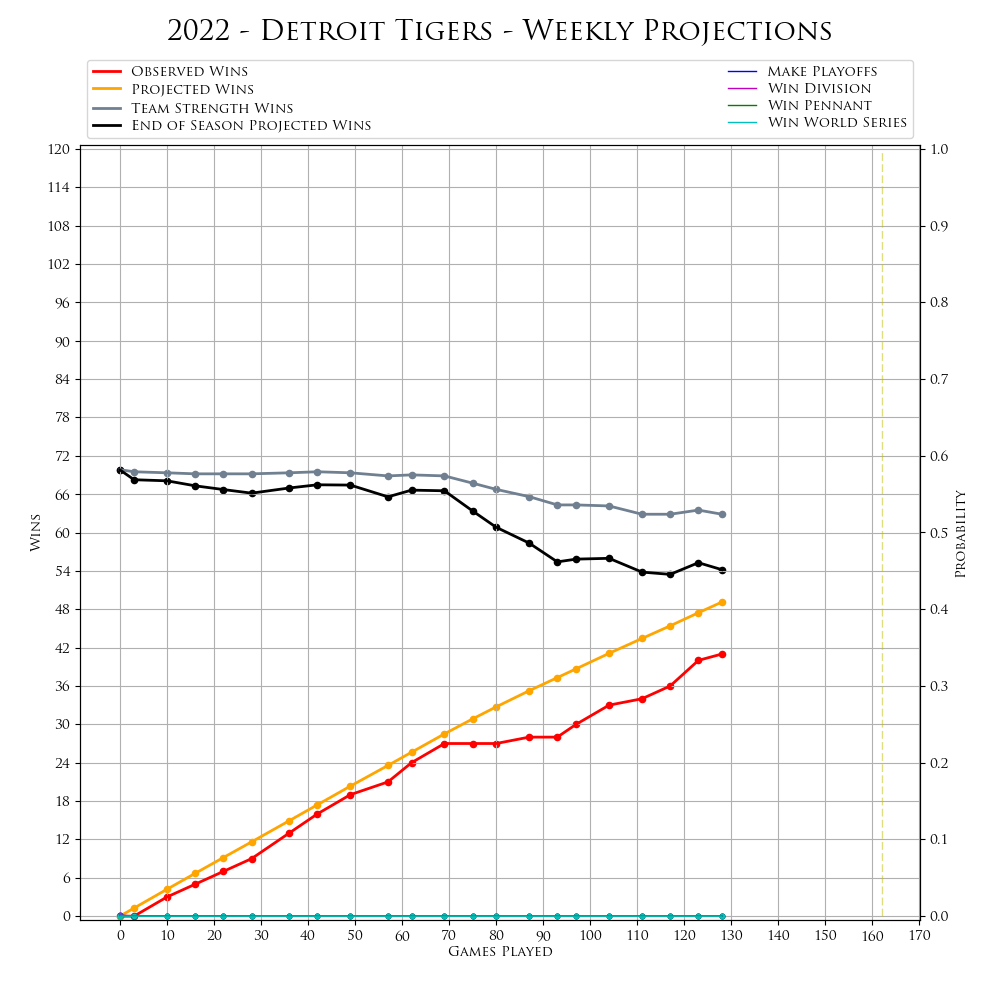 2022 - Detroit Tigers - Weekly Projections
Observed Wins
Projected Wins
Team Strength Wins
End of Season Projected Wins
Make Playoffs
Win Division
Win Pennant
Win World Series
120
114
108
102
96
90
84
78
72
66
60
54
48
42
36
30
24
18
12
6
0
Wins
1.0
0.9
0.8
0.7
0.6
0.5
0.4
0.3
0.2
0.1
0.0
Probability
0 10 20 30 40 50 60 70 80 90 100 110 120 130 140 150 160 170
Games Played